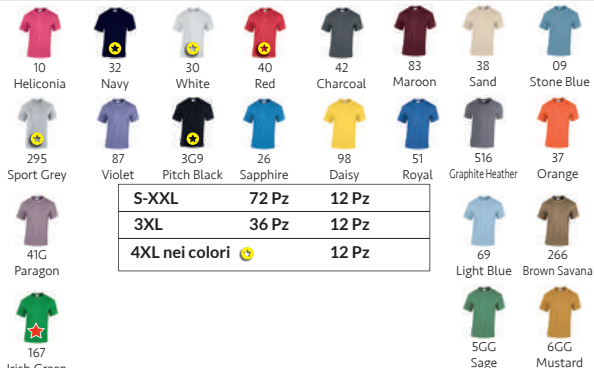 10 32 30 40 42 83 38 09
Heliconia Navy White Red Charcoal Maroon Sand Stone Blue
295 87 3G9 26 98 51 516 37
Sport Grey Violet Pitch Black Sapphire Daisy Royal Graphite Heather Orange
S-XXL 72 Pz 12 Pz
3XL 36 Pz 12 Pz
4XL nei colori 12 Pz
41G 69 266
Paragon Light Blue Brown Savana
167 5GG 6GG
Irish Green Sage Mustard